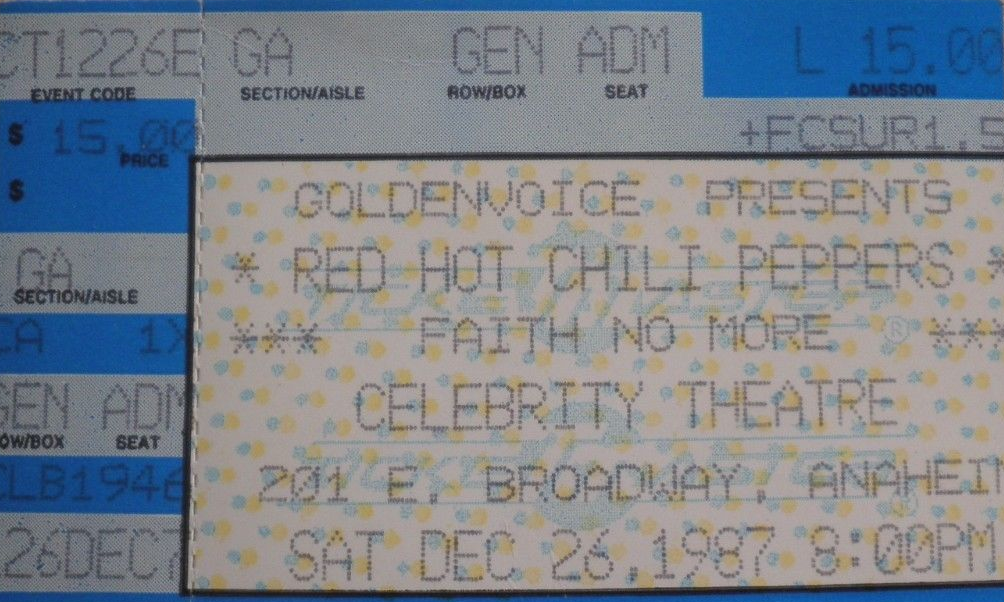 CT1226E GA GEN ADM L 15.00
EVENT CODE SECTION/AISLE ROW/BOX SEAT ADMISSION
$ 15.00 +FCSUR1.5
PRICE
$
GOLDENVOICE PRESENTS
* RED HOT CHILI PEPPERS *
GA
SECTION/AISLE
*** FAITH NO MORE ® ***
CA 1X
CELEBRITY THEATRE
GEN ADM
ROW/BOX SEAT
CLB1946
201 E. BROADWAY, ANAHEIM
26DEC7
SAT DEC 26,1987 8:00PM